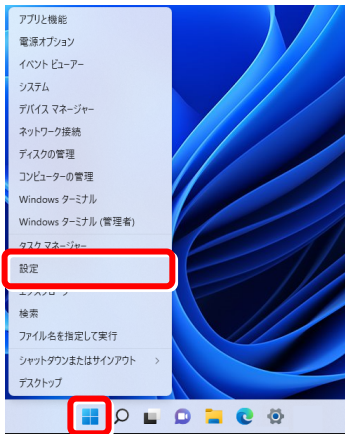 アプリと機能
電源オプション
イベント ビューアー
システム
デバイス マネージャー
ネットワーク接続
ディスクの管理
コンピューターの管理
Windows ターミナル
Windows ターミナル (管理者)
タスク マネージャー
設定
エクスプローラー
検索
ファイル名を指定して実行
シャットダウンまたはサインアウト
デスクトップ